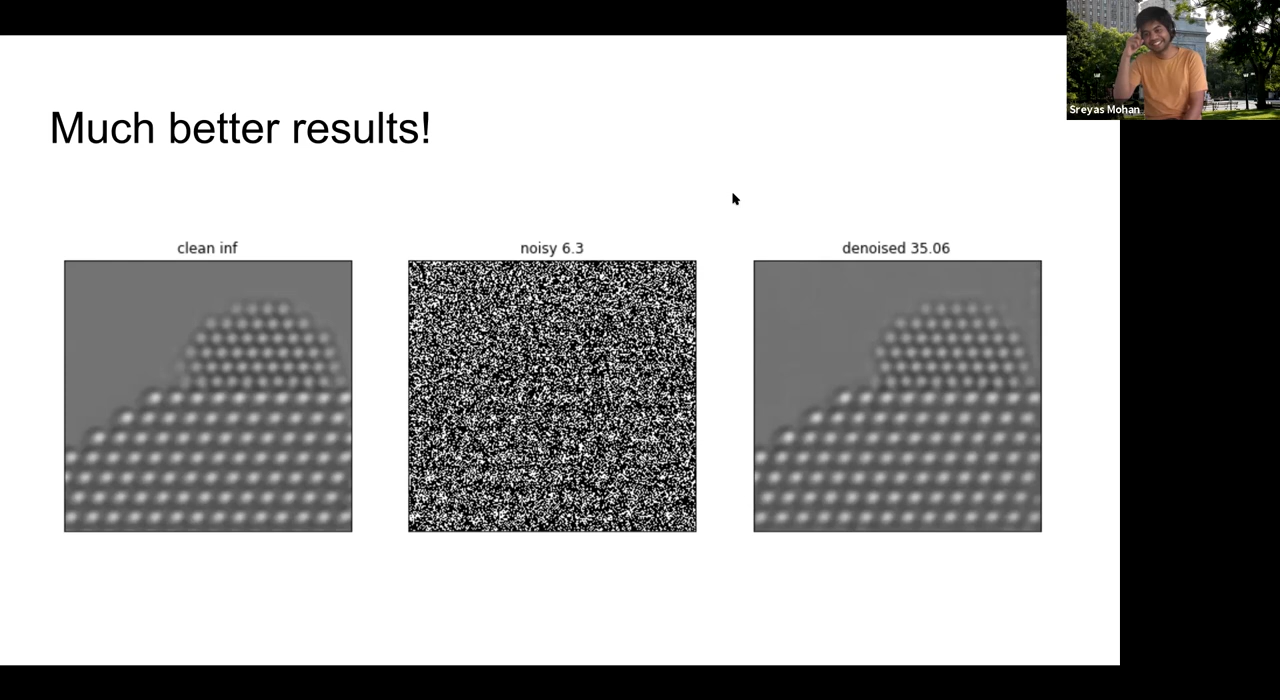 Sreyas Mohan
Much better results!
clean inf
noisy 6.3
denoised 35.06